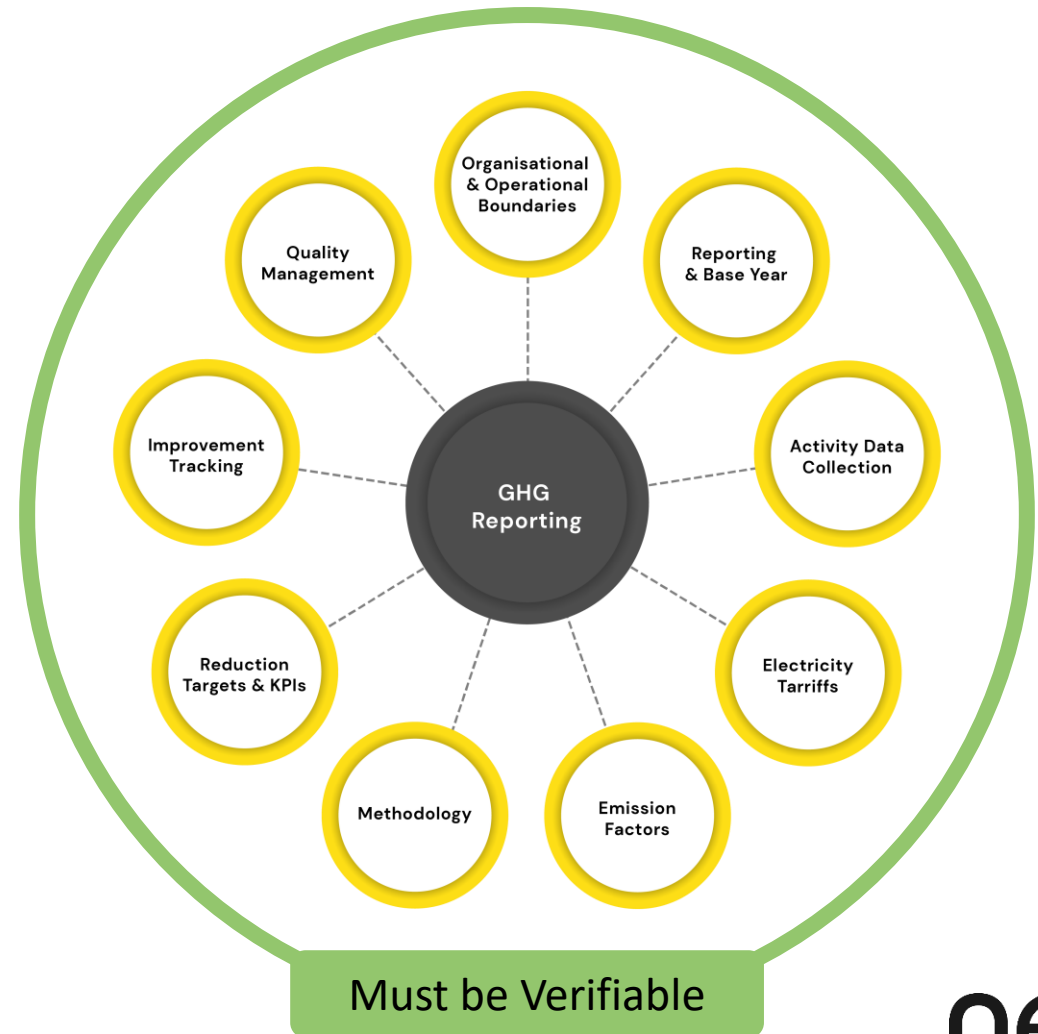 Organisational
& Operational
Boundaries
Quality
Management
Reporting
& Base Year
Improvement
Tracking
Activity Data
Collection
GHG
Reporting
Reduction
Targets & KPIs
Electricity
Tarriffs
Methodology
Emission
Factors
Must be Verifiable